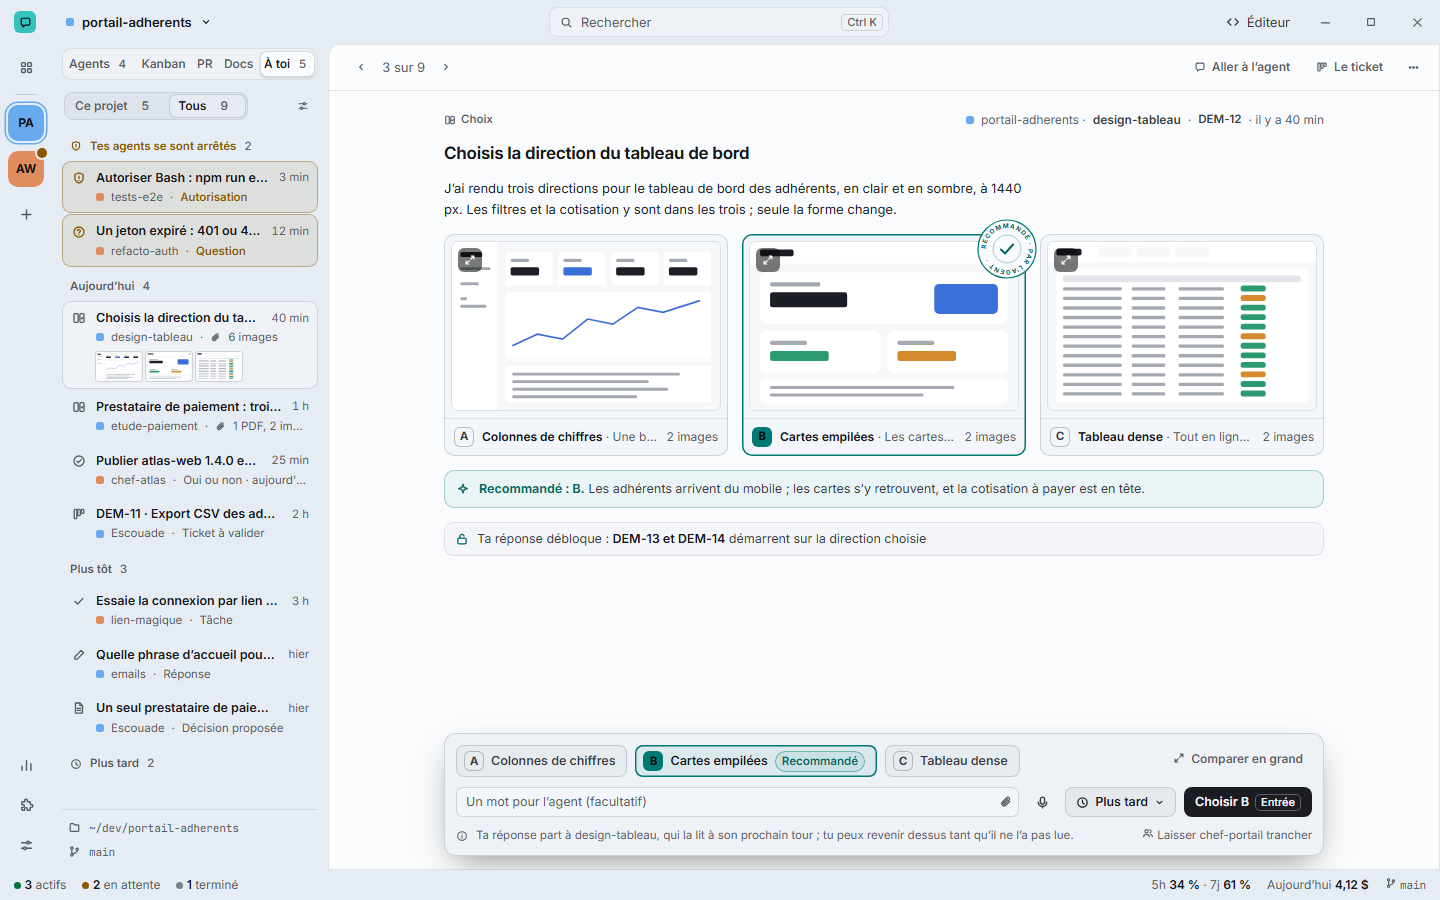 portail-adherents
Rechercher
Ctrl K
Éditeur
Agents 4
Kanban
PR
Docs
À toi 5
3 sur 9
Aller à l'agent
Le ticket
PA
AW
Ce projet 5
Tous 9
Tes agents se sont arrêtés 2
Autoriser Bash : npm run e... 3 min
tests-e2e · Autorisation
Un jeton expiré : 401 ou 4... 12 min
refacto-auth · Question
Aujourd'hui 4
Choisis la direction du ta... 40 min
design-tableau · 6 images
Prestataire de paiement : troi... 1 h
etude-paiement · 1 PDF, 2 im...
Publier atlas-web 1.4.0 e... 25 min
chef-atlas · Oui ou non · aujourd'...
DEM-11 · Export CSV des ad... 2 h
Escouade · Ticket à valider
Plus tôt 3
Essaie la connexion par lien ... 3 h
lien-magique · Tâche
Quelle phrase d'accueil pou... hier
emails · Réponse
Un seul prestataire de paie... hier
Escouade · Décision proposée
Plus tard 2
~/dev/portail-adherents
main
Choix
portail-adherents · design-tableau · DEM-12 · il y a 40 min
Choisis la direction du tableau de bord
J'ai rendu trois directions pour le tableau de bord des adhérents, en clair et en sombre, à 1440
px. Les filtres et la cotisation y sont dans les trois ; seule la forme change.
RECOMMANDÉ · PAR L'AGENT ·
A Colonnes de chiffres · Une b... 2 images
B Cartes empilées · Les cartes... 2 images
C Tableau dense · Tout en lign... 2 images
Recommandé : B. Les adhérents arrivent du mobile ; les cartes s'y retrouvent, et la cotisation à payer est en tête.
Ta réponse débloque : DEM-13 et DEM-14 démarrent sur la direction choisie
A Colonnes de chiffres
B Cartes empilées Recommandé
C Tableau dense
Comparer en grand
Un mot pour l'agent (facultatif)
Plus tard
Choisir B Entrée
Ta réponse part à design-tableau, qui la lit à son prochain tour ; tu peux revenir dessus tant qu'il ne l'a pas lue.
Laisser chef-portail trancher
3 actifs
2 en attente
1 terminé
5h 34 % · 7j 61 %
Aujourd'hui 4,12 $
main